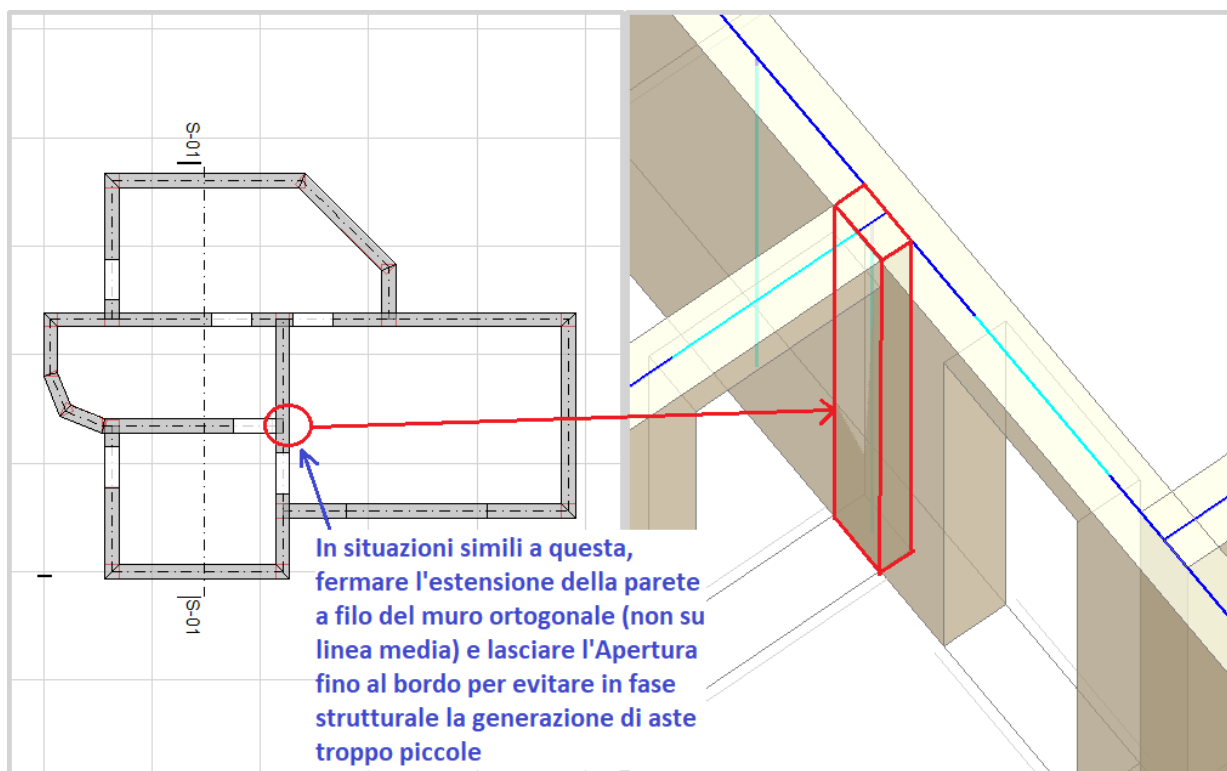 S-01
In situazioni simili a questa,
fermare l'estensione della parete
a filo del muro ortogonale (non su
linea media) e lasciare l'Apertura
fino al bordo per evitare in fase
strutturale la generazione di aste
troppo piccole
S-01